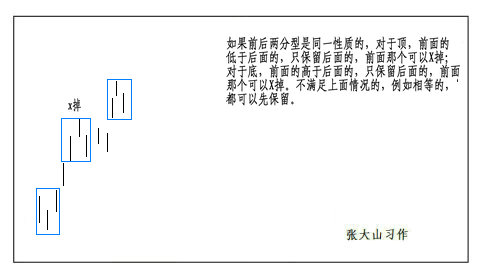 如果前后两分型是同一性质的，对于顶，前面的
低于后面的，只保留后面的，前面那个可以X掉；
对于底，前面的高于后面的，只保留后面的，前面
那个可以X掉。不满足上面情况的，例如相等的，
都可以先保留。
x掉
张大山习作